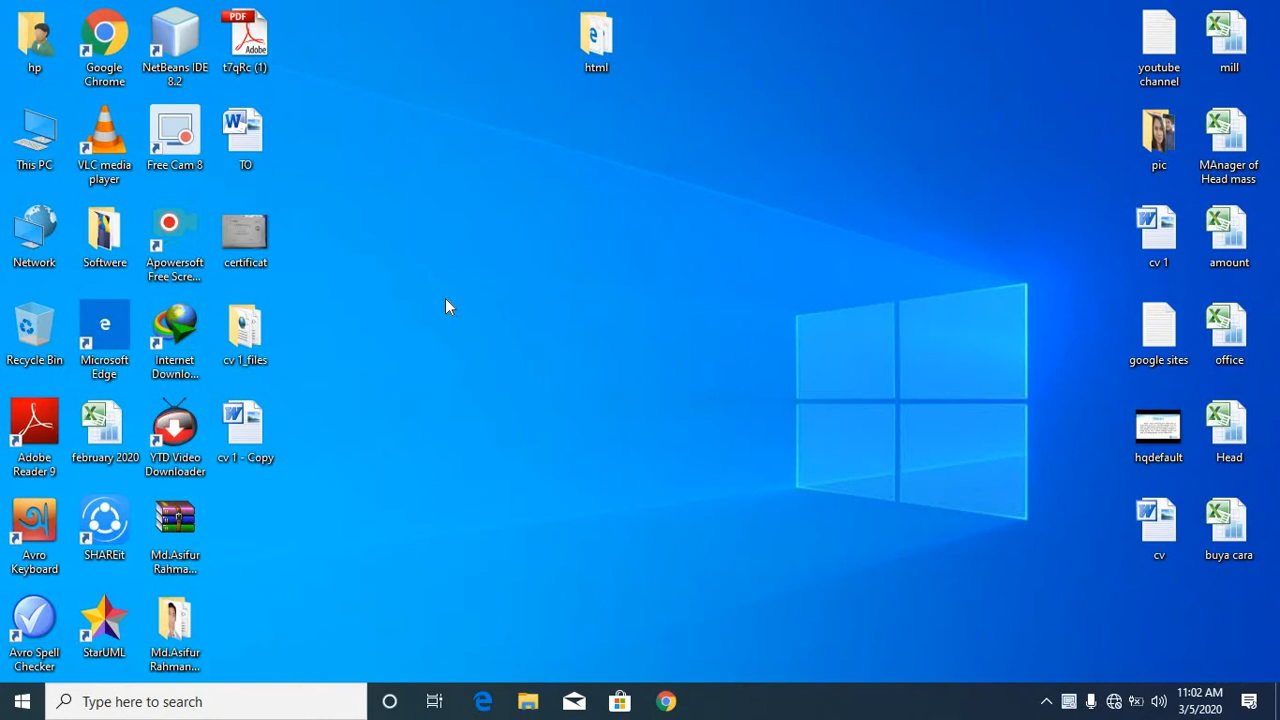 hp
Google
Chrome
NetBeans IDE
8.2
PDF
Adobe
t7qRc (1)
html
youtube
channel
mill
This PC
VLC media
player
Free Cam 8
TO
pic
MAnager of
Head mass
Network
Softwere
Apowersoft
Free Scre...
certificat
cv 1
amount
Recycle Bin
Microsoft
Edge
Internet
Downlo...
cv 1_files
google sites
office
Adobe
Reader 9
february 2020
YTD Video
Downloader
cv 1 - Copy
hqdefault
Head
Avro
Keyboard
SHAREit
Md.Asifur
Rahma...
cv
buya cara
Avro Spell
Checker
StarUML
Md.Asifur
Rahman...
Type here to search
11:02 AM
3/5/2020